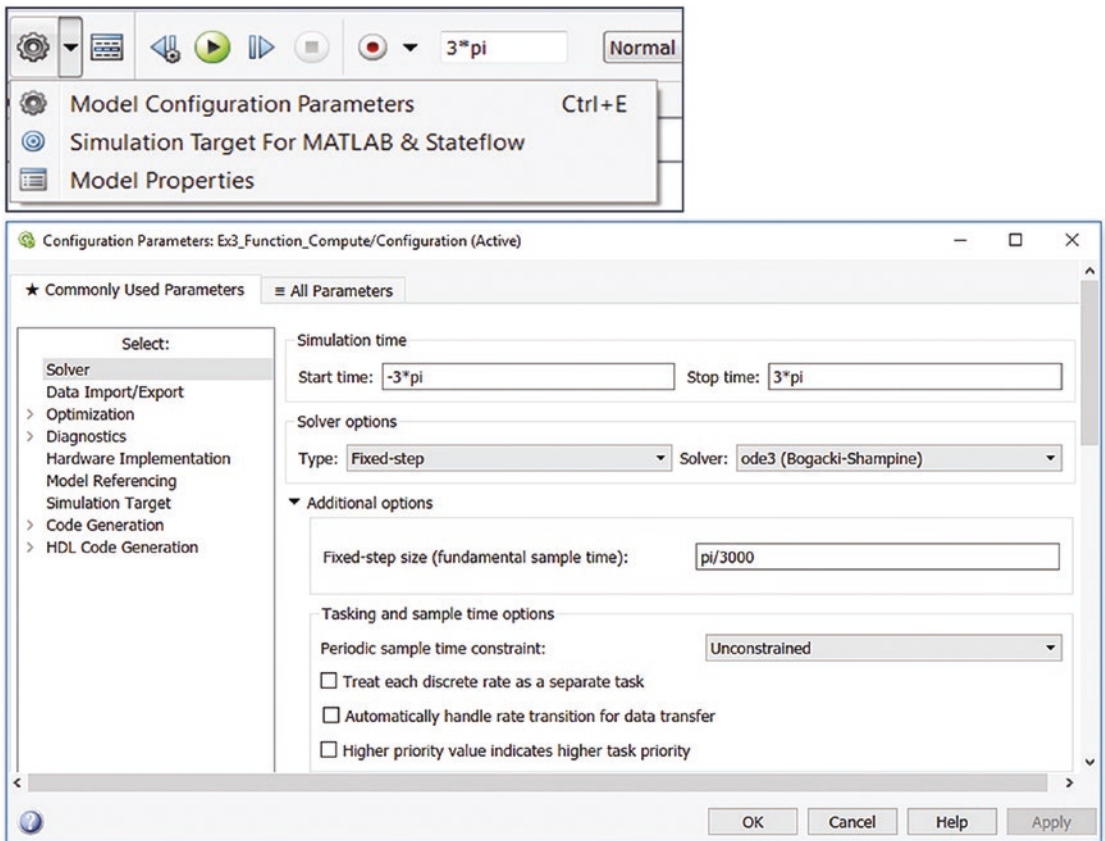 3*pi
Normal
Model Configuration Parameters Ctrl+E
Simulation Target For MATLAB & Stateflow
Model Properties
Configuration Parameters: Ex3_Function_Compute/Configuration (Active)
★ Commonly Used Parameters
≡ All Parameters
Select:
Solver
Data Import/Export
> Optimization
> Diagnostics
Hardware Implementation
Model Referencing
Simulation Target
> Code Generation
> HDL Code Generation
Simulation time
Start time: -3*pi Stop time: 3*pi
Solver options
Type: Fixed-step Solver: ode3 (Bogacki-Shampine)
Additional options
Fixed-step size (fundamental sample time): pi/3000
Tasking and sample time options
Periodic sample time constraint: Unconstrained
Treat each discrete rate as a separate task
Automatically handle rate transition for data transfer
Higher priority value indicates higher task priority
OK Cancel Help Apply